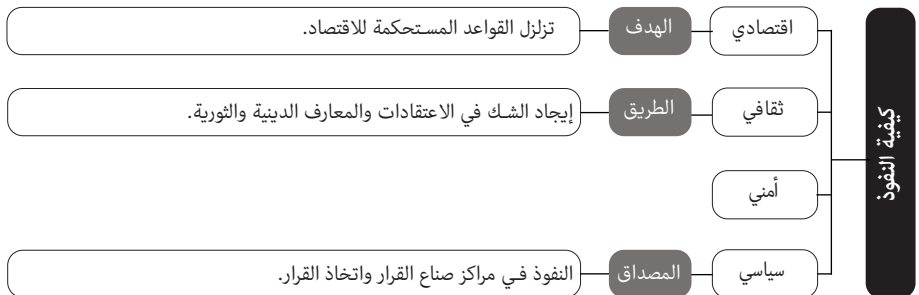 كيفية النفوذ
اقتصادي الهدف تزلزل القواعد المستحكمة للاقتصاد.
ثقافي الطريق إيجاد الشك في الاعتقادات والمعارف الدينية والثورية.
أمني
سياسي المصداق النفوذ في مراكز صناع القرار واتخاذ القرار.